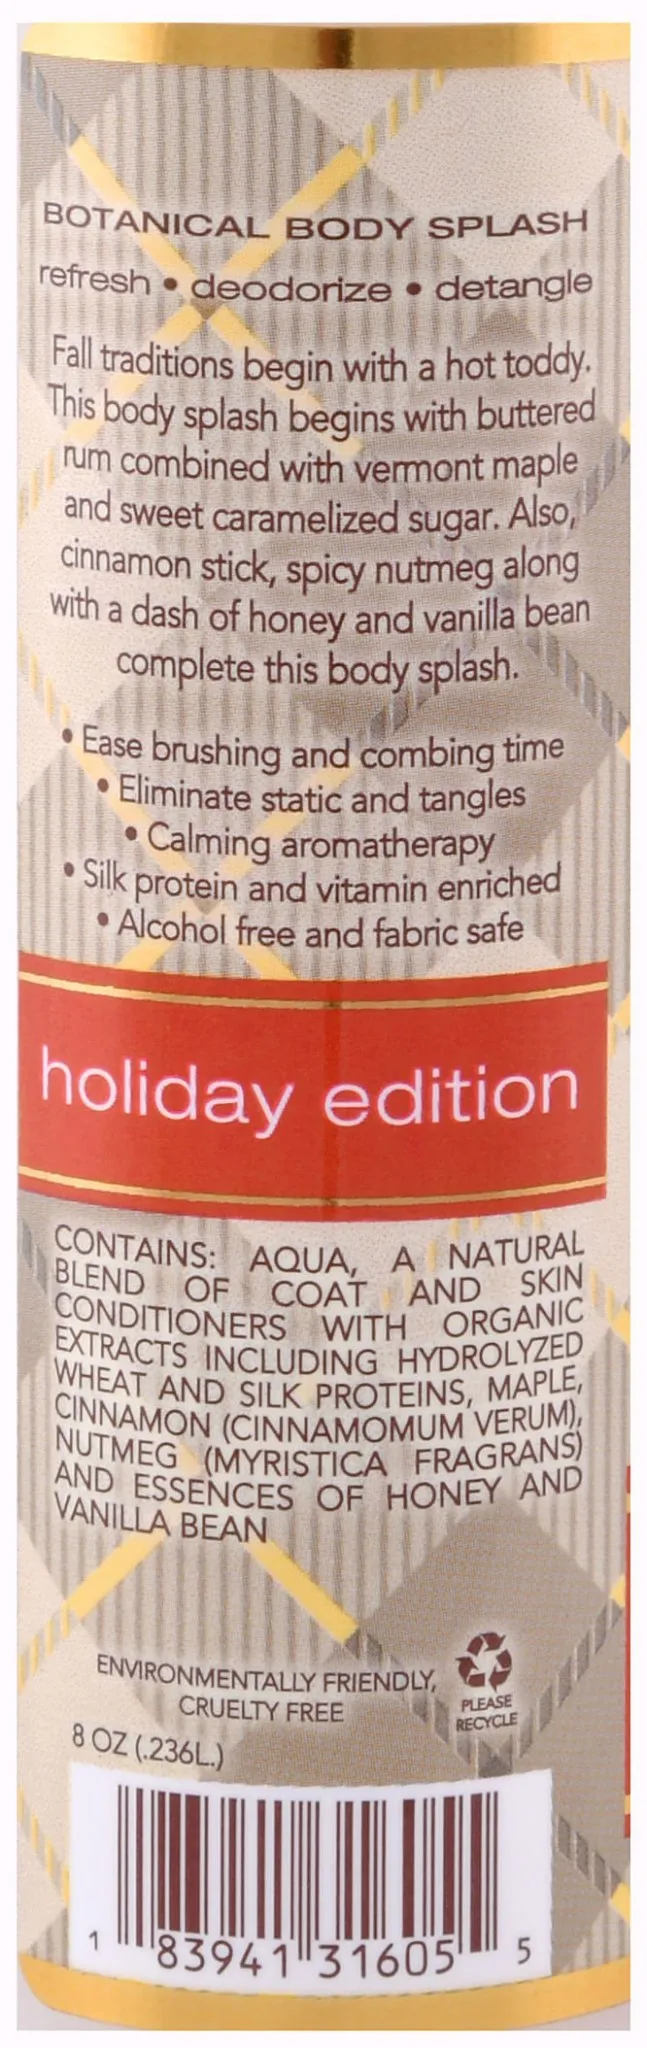 BOTANICAL BODY SPLASH
refresh • deodorize • detangle
Fall traditions begin with a hot toddy.
This body splash begins with buttered
rum combined with vermont maple
and sweet caramelized sugar. Also,
cinnamon stick, spicy nutmeg along
with a dash of honey and vanilla bean
complete this body splash.
• Ease brushing and combing time
• Eliminate static and tangles
• Calming aromatherapy
• Silk protein and vitamin enriched
• Alcohol free and fabric safe
holiday edition
CONTAINS: AQUA, A NATURAL
BLEND OF COAT AND SKIN
CONDITIONERS WITH ORGANIC
EXTRACTS INCLUDING HYDROLYZED
WHEAT AND SILK PROTEINS, MAPLE,
CINNAMON (CINNAMOMUM VERUM),
NUTMEG (MYRISTICA FRAGRANS)
AND ESSENCES OF HONEY AND
VANILLA BEAN
ENVIRONMENTALLY FRIENDLY,
CRUELTY FREE
PLEASE
RECYCLE
8 OZ (.236L.)
1 83941 31605 5